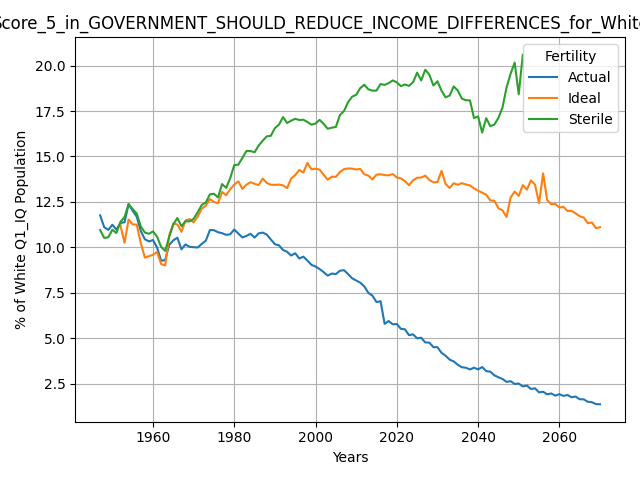 Score_5_in_GOVERNMENT_SHOULD_REDUCE_INCOME_DIFFERENCES_for_White
% of White Q1_IQ Population
20.0
17.5
15.0
12.5
10.0
7.5
5.0
2.5
Fertility
Actual
Ideal
Sterile
1960
1980
2000
2020
2040
2060
Years